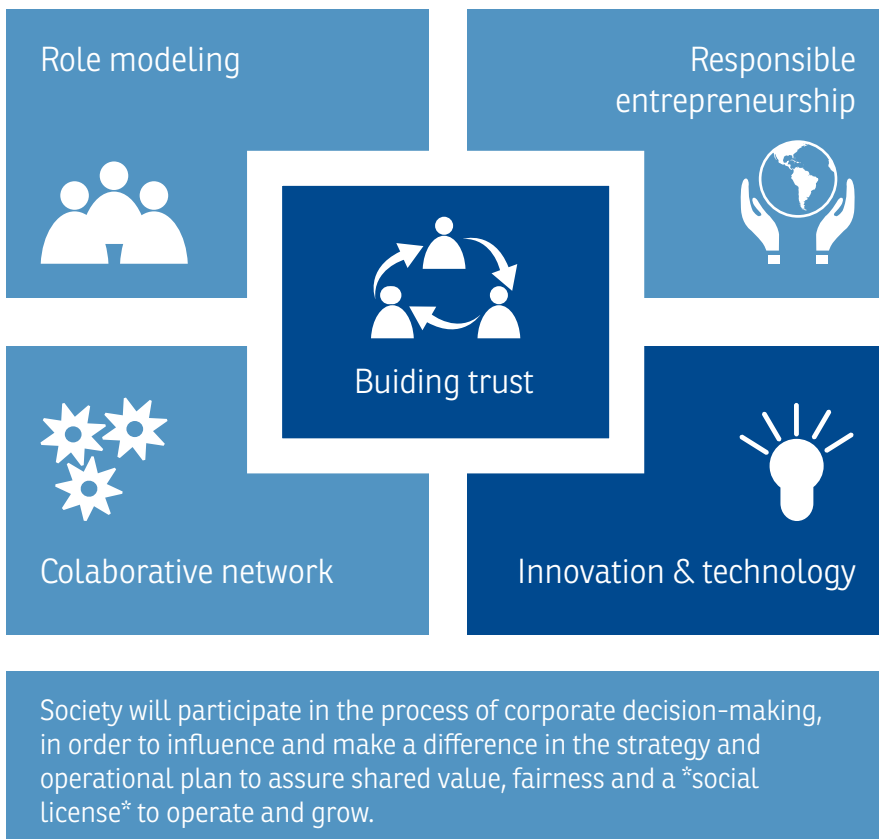 Role modeling
Responsible
entrepreneurship
Buiding trust
Colaborative network
Innovation & technology
Society will participate in the process of corporate decision-making,
in order to influence and make a difference in the strategy and
operational plan to assure shared value, fairness and a *social
license* to operate and grow.